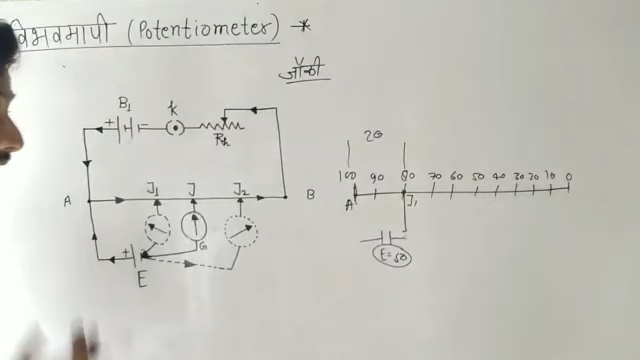 विभवमापी (Potentiometer)
जॉकी
B₁
K
+ -
Rh
A J₁ J J₂ B
G
+
E
20
100 90 80 70 60 50 40 30 20 10 0
A J₁
E=50